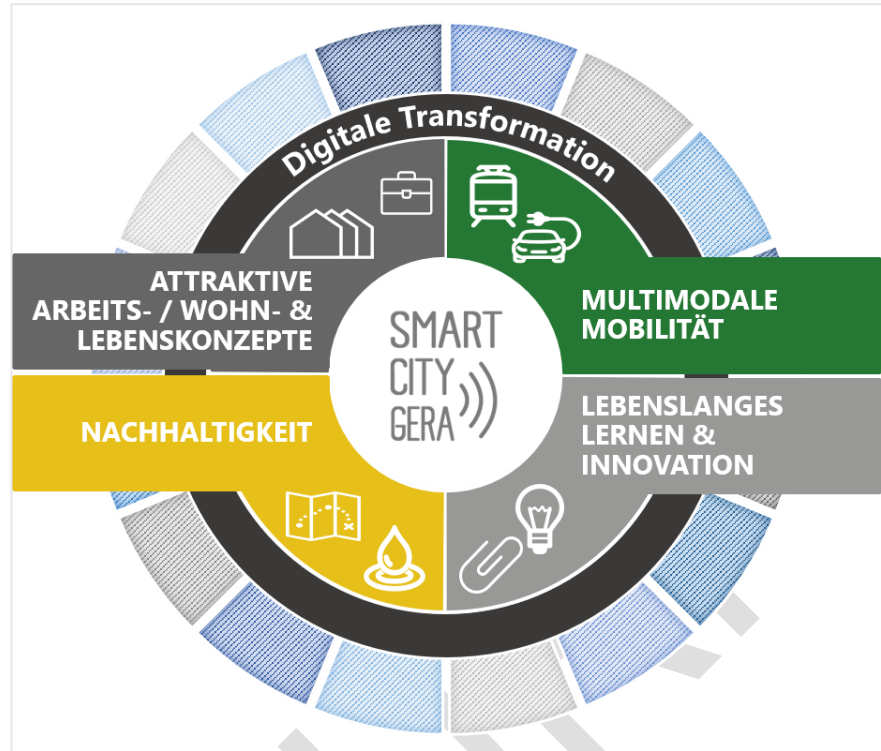 Digitale Transformation
ATTRAKTIVE
ARBEITS- / WOHN- &
LEBENSKONZEPTE
MULTIMODALE
MOBILITÄT
SMART
CITY
GERA
NACHHALTIGKEIT
LEBENSLANGES
LERNEN &
INNOVATION